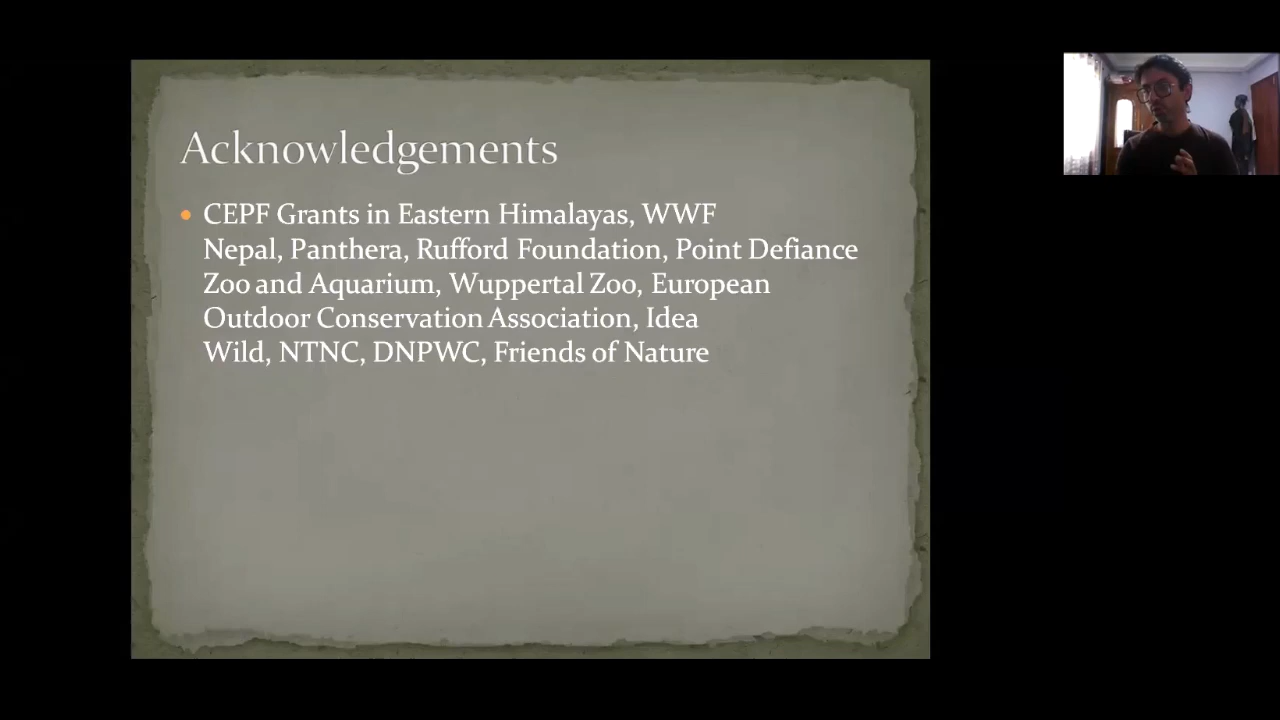 Acknowledgements
CEPF Grants in Eastern Himalayas, WWF
Nepal, Panthera, Rufford Foundation, Point Defiance
Zoo and Aquarium, Wuppertal Zoo, European
Outdoor Conservation Association, Idea
Wild, NTNC, DNPWC, Friends of Nature